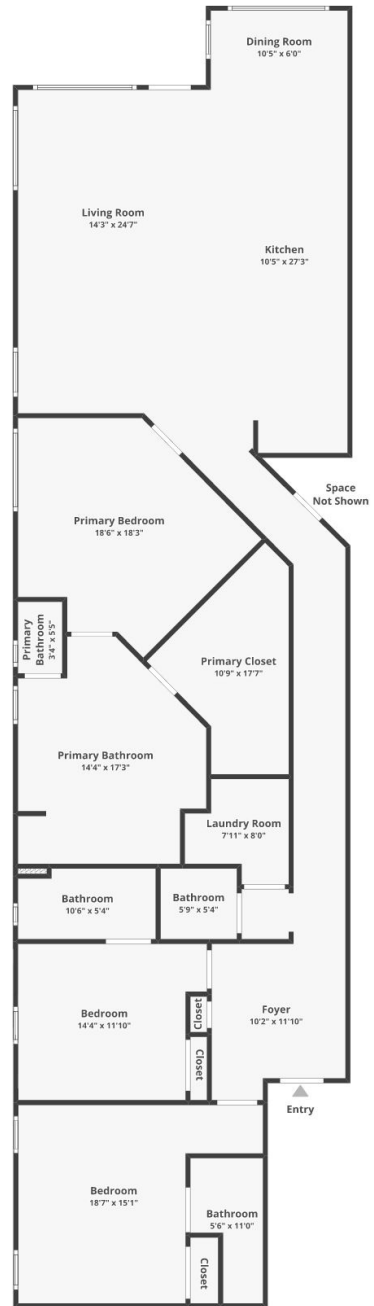 Dining Room
10'5" x 6'0"
Living Room
14'3" x 24'7"
Kitchen
10'5" x 27'3"
Space
Not Shown
Primary Bedroom
18'6" x 18'3"
Primary
Bathroom
3'4" x 5'5"
Primary Closet
10'9" x 17'7"
Primary Bathroom
14'4" x 17'3"
Laundry Room
7'11" x 8'0"
Bathroom
10'6" x 5'4"
Bathroom
5'9" x 5'4"
Bedroom
14'4" x 11'10"
Closet
Foyer
10'2" x 11'10"
Closet
Entry
Bedroom
18'7" x 15'1"
Bathroom
5'6" x 11'0"
Closet